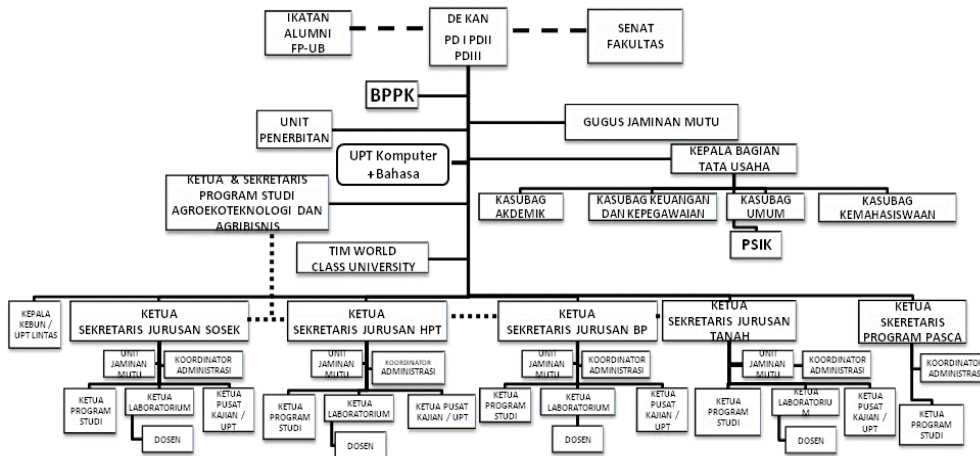 IKATAN
ALUMNI
FP-UB
DE KAN
PD I PDII
PDIII
SENAT
FAKULTAS
BPPK
UNIT
PENERBITAN
GUGUS JAMINAN MUTU
UPT Komputer
+Bahasa
KEPALA BAGIAN
TATA USAHA
KETUA & SEKRETARIS
PROGRAM STUDI
AGROEKOTEKNOLOGI DAN
AGRIBISNIS
KASUBAG
AKDEMIK
KASUBAG KEUANGAN
DAN KEPEGAWAIAN
KASUBAG
UMUM
KASUBAG
KEMAHASISWAAN
PSIK
TIM WORLD
CLASS UNIVERSITY
KEPALA
KEBUN /
UPT LINTAS
KETUA
SEKRETARIS JURUSAN SOSEK
KETUA
SEKRETARIS JURUSAN HPT
KETUA
SEKRETARIS JURUSAN BP
KETUA
SEKRETARIS JURUSAN
TANAH
KETUA
SKERETARIS
PROGRAM PASCA
UNIT
JAMINAN
MUTU
KOORDINATOR
ADMINISTRASI
UNIT
JAMINAN
MUTU
KOORDINATOR
ADMINISTRASI
UNIT
JAMINAN
MUTU
KOORDINATOR
ADMINISTRASI
UNIT
JAMINAN
MUTU
KOORDINATOR
ADMINISTRASI
KOORDINATOR
ADMINISTRASI
KETUA
PROGRAM
STUDI
KETUA
LABORATORIUM
KETUA
PUSAT
KAJIAN /
UPT
KETUA
PROGRAM
STUDI
KETUA
LABORATORIUM
KETUA PUSAT
KAJIAN / UPT
KETUA
PROGRAM
STUDI
KETUA
LABORATORIUM
KETUA
PUSAT
KAJIAN /
UPT
KETUA
PROGRAM
STUDI
KETUA
LABORATORIU
M
KETUA
PUSAT
KAJIAN /
UPT
KETUA
PROGRAM
STUDI
DOSEN
DOSEN
DOSEN
DOSEN